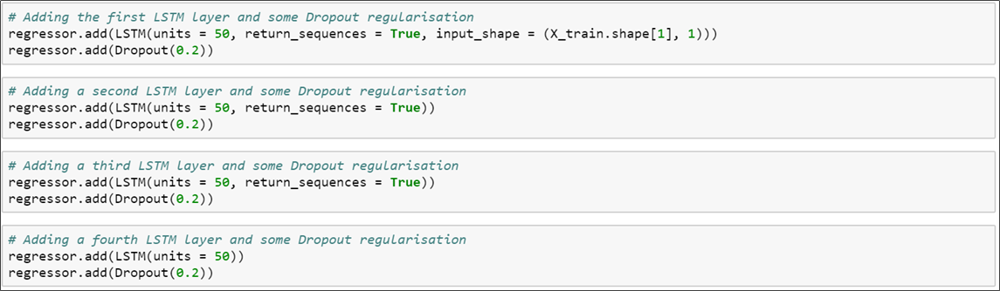 # Adding the first LSTM layer and some Dropout regularisation
regressor.add(LSTM(units = 50, return_sequences = True, input_shape = (X_train.shape[1], 1)))
regressor.add(Dropout(0.2))
# Adding a second LSTM layer and some Dropout regularisation
regressor.add(LSTM(units = 50, return_sequences = True))
regressor.add(Dropout(0.2))
# Adding a third LSTM layer and some Dropout regularisation
regressor.add(LSTM(units = 50, return_sequences = True))
regressor.add(Dropout(0.2))
# Adding a fourth LSTM layer and some Dropout regularisation
regressor.add(LSTM(units = 50))
regressor.add(Dropout(0.2))